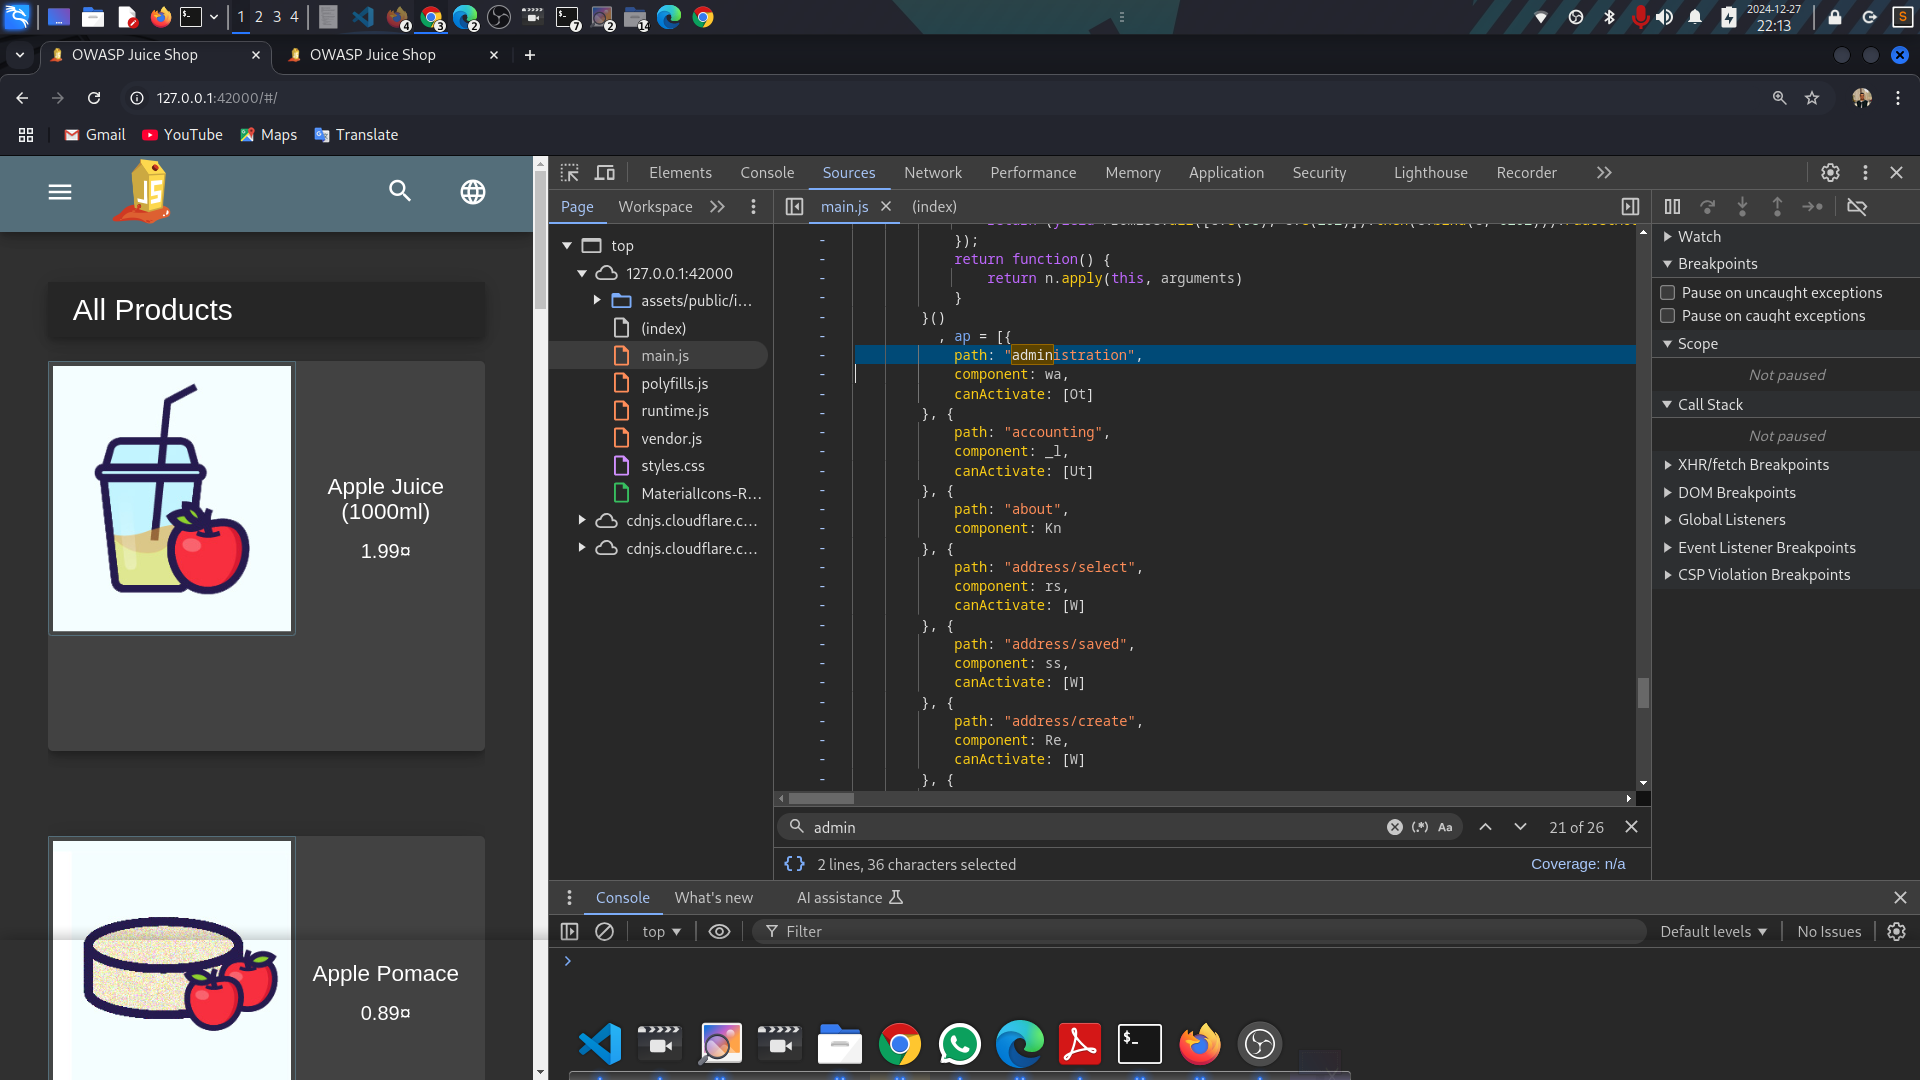 1 2 3 4
4
3
2
7
2
14
2024-12-27
22:13
S
OWASP Juice Shop
OWASP Juice Shop
127.0.0.1:42000/#/
Gmail
YouTube
Maps
Translate
JS
All Products
Apple Juice
(1000ml)
1.99¤
Apple Pomace
0.89¤
Elements
Console
Sources
Network
Performance
Memory
Application
Security
Lighthouse
Recorder
Page
Workspace
main.js
(index)
top
127.0.0.1:42000
assets/public/i…
(index)
main.js
polyfills.js
runtime.js
vendor.js
styles.css
MaterialIcons-R…
cdnjs.cloudflare.c…
cdnjs.cloudflare.c…
});
return function() {
return n.apply(this, arguments)
}
}()
, ap = [{
path: "administration",
component: wa,
canActivate: [Ot]
}, {
path: "accounting",
component: _l,
canActivate: [Ut]
}, {
path: "about",
component: Kn
}, {
path: "address/select",
component: rs,
canActivate: [W]
}, {
path: "address/saved",
component: ss,
canActivate: [W]
}, {
path: "address/create",
component: Re,
canActivate: [W]
}, {
admin
(.*)
Aa
21 of 26
{} 2 lines, 36 characters selected
Coverage: n/a
Watch
Breakpoints
Pause on uncaught exceptions
Pause on caught exceptions
Scope
Not paused
Call Stack
Not paused
XHR/fetch Breakpoints
DOM Breakpoints
Global Listeners
Event Listener Breakpoints
CSP Violation Breakpoints
Console
What's new
AI assistance
top
Filter
Default levels
No Issues
$_